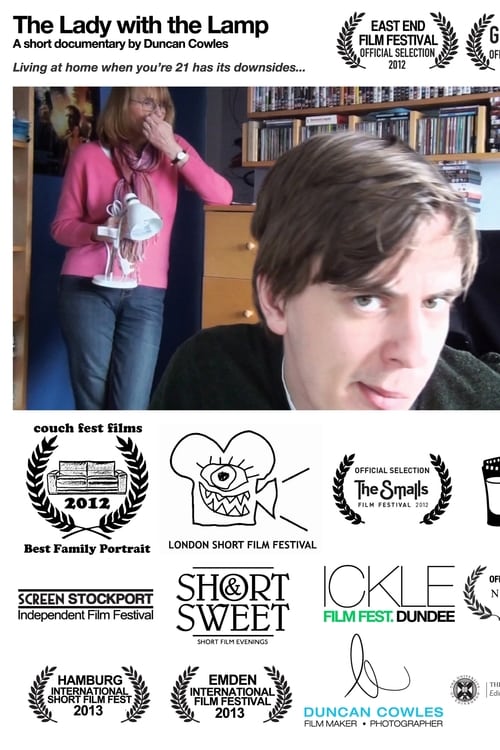 The Lady with the Lamp
A short documentary by Duncan Cowles
Living at home when you're 21 has its downsides...
EAST END
FILM FESTIVAL
OFFICIAL SELECTION
2012
couch fest films
2012
Best Family Portrait
LONDON SHORT FILM FESTIVAL
OFFICIAL SELECTION
The Smalls
FILM FESTIVAL 2012
SCREEN STOCKPORT
Independent Film Festival
SHORT
&
SWEET
SHORT FILM EVENINGS
ICKLE
FILM FEST. DUNDEE
HAMBURG
INTERNATIONAL
SHORT FILM FEST
2013
EMDEN
INTERNATIONAL
FILM FESTIVAL
2013
DUNCAN COWLES
FILM MAKER • PHOTOGRAPHER